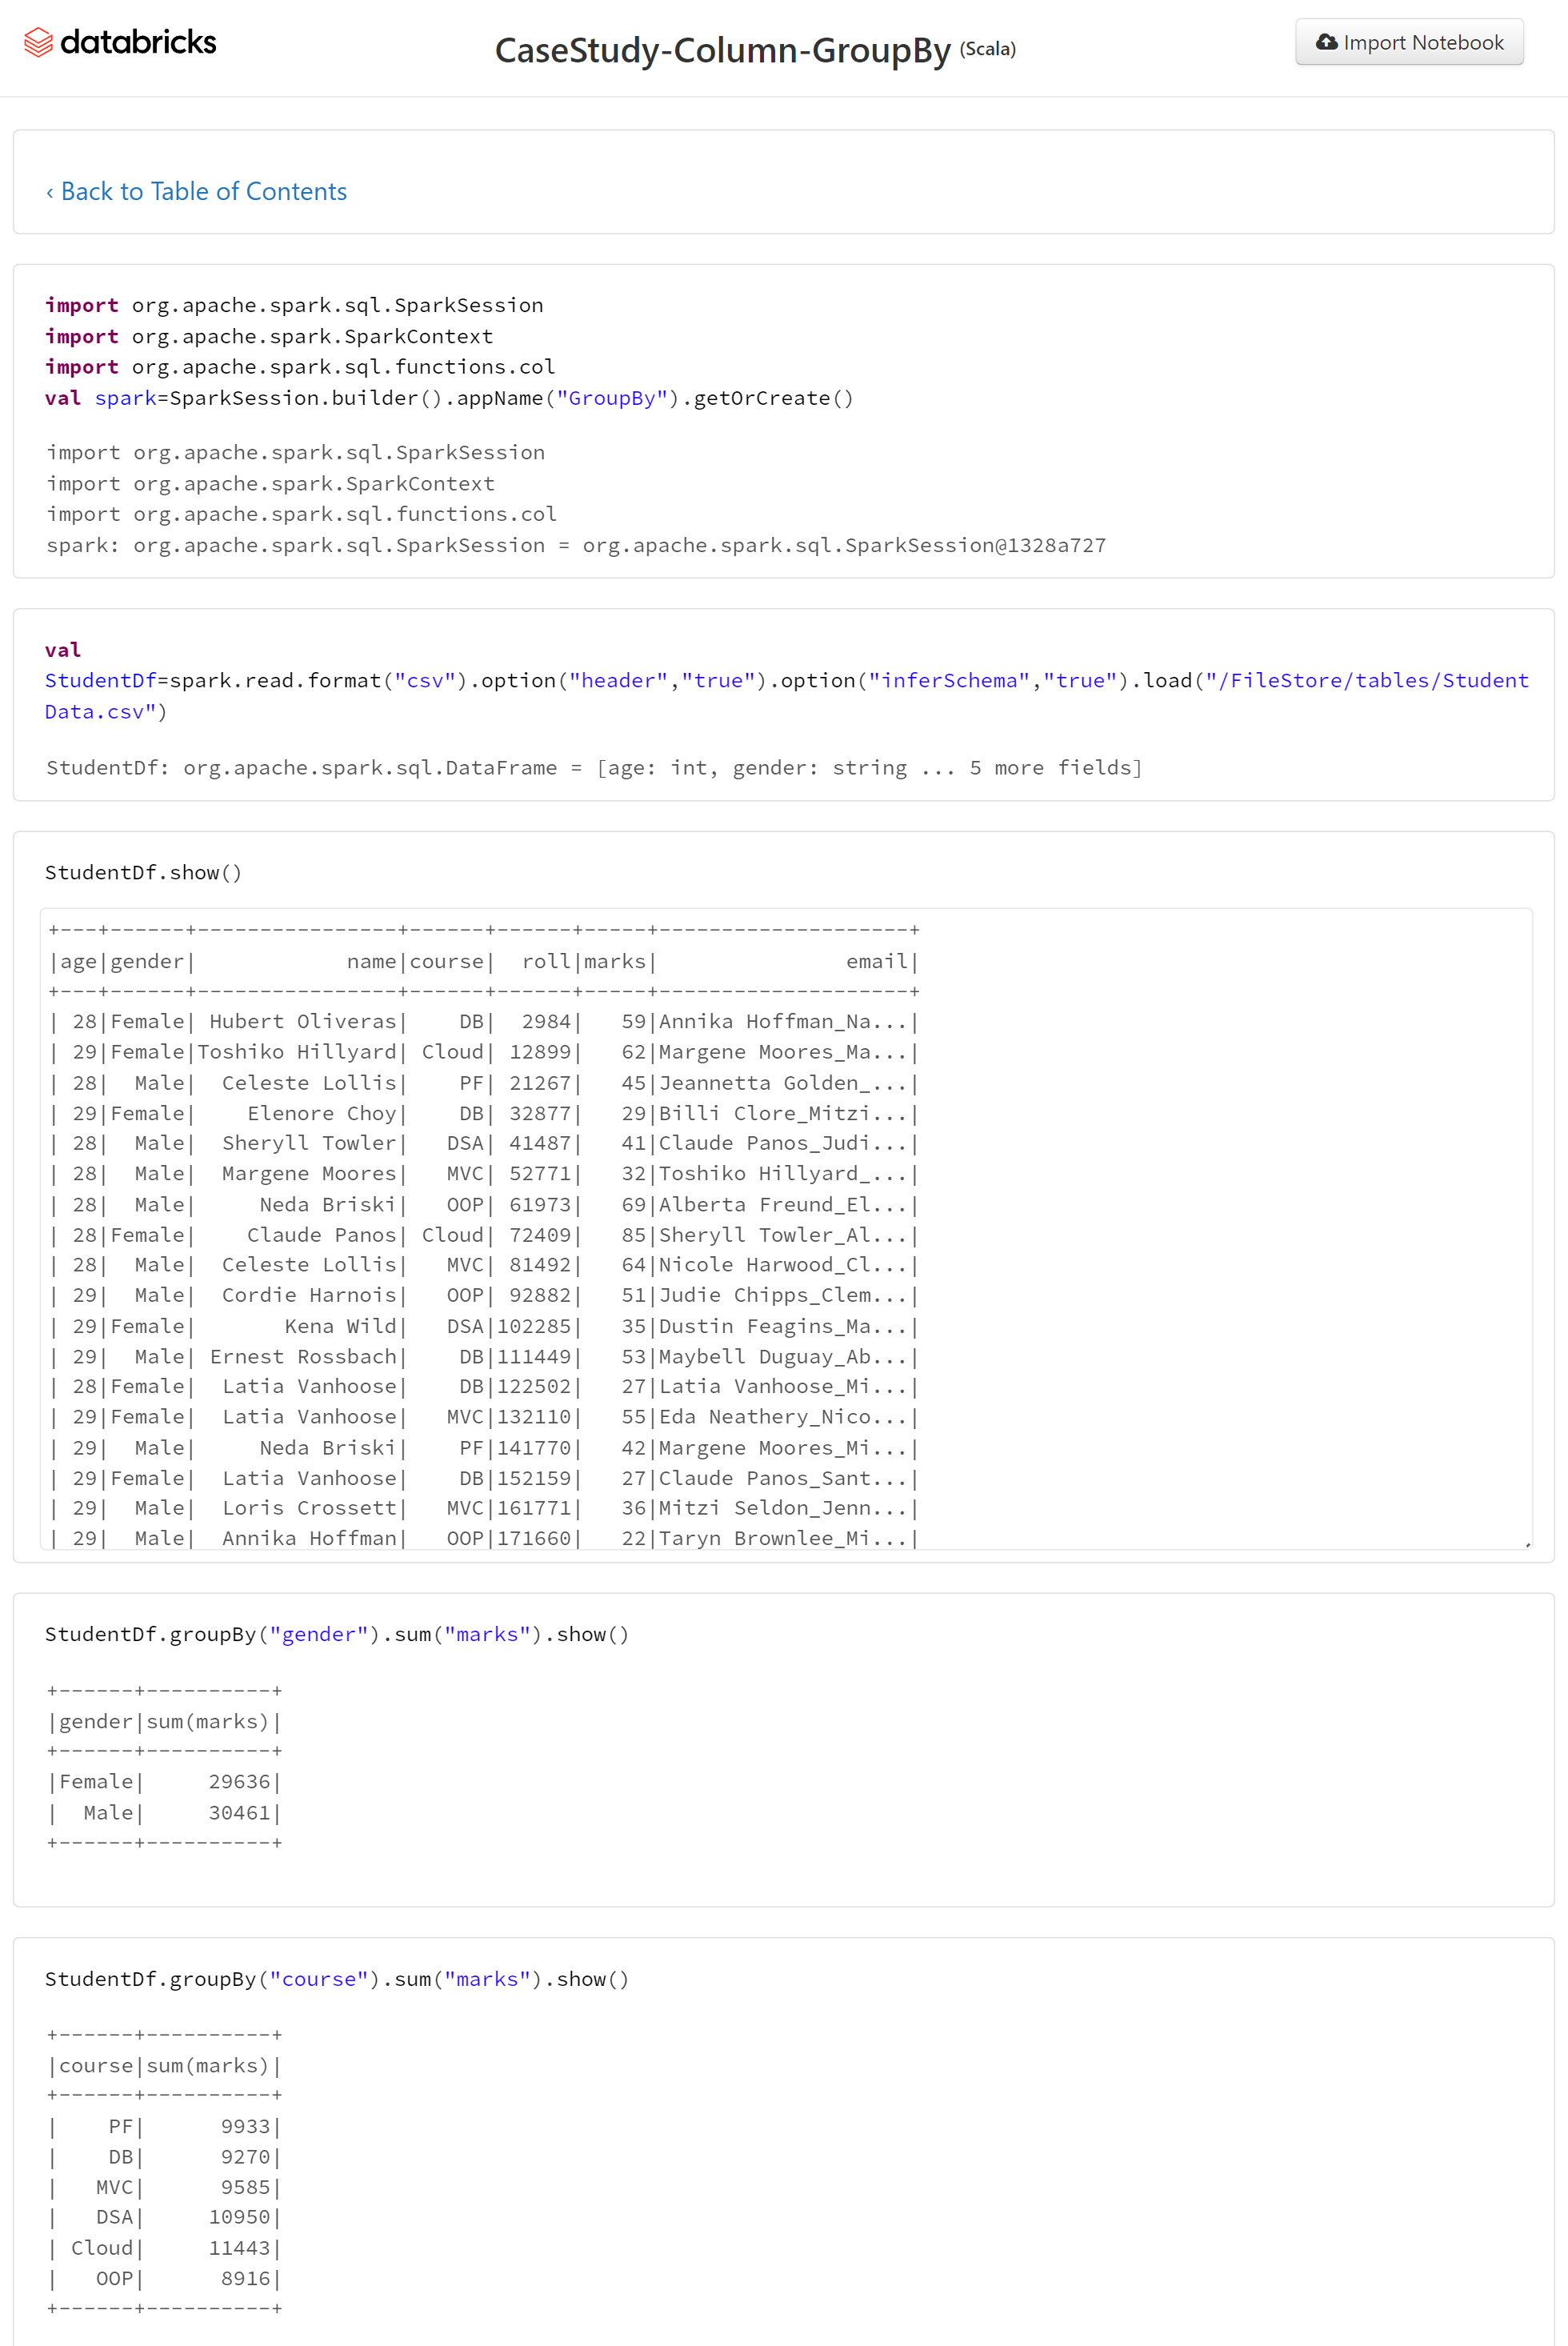 databricks
CaseStudy-Column-GroupBy (Scala)
Import Notebook
‹ Back to Table of Contents
import org.apache.spark.sql.SparkSession
import org.apache.spark.SparkContext
import org.apache.spark.sql.functions.col
val spark=SparkSession.builder().appName("GroupBy").getOrCreate()
import org.apache.spark.sql.SparkSession
import org.apache.spark.SparkContext
import org.apache.spark.sql.functions.col
spark: org.apache.spark.sql.SparkSession = org.apache.spark.sql.SparkSession@1328a727
val
StudentDf=spark.read.format("csv").option("header","true").option("inferSchema","true").load("/FileStore/tables/Student
Data.csv")
StudentDf: org.apache.spark.sql.DataFrame = [age: int, gender: string ... 5 more fields]
StudentDf.show()
+---+------+----------------+------+------+-----+--------------------+
|age|gender|            name|course|  roll|marks|               email|
+---+------+----------------+------+------+-----+--------------------+
| 28|Female| Hubert Oliveras|    DB|  2984|   59|Annika Hoffman_Na...|
| 29|Female|Toshiko Hillyard| Cloud| 12899|   62|Margene Moores_Ma...|
| 28|  Male|  Celeste Lollis|    PF| 21267|   45|Jeannetta Golden_...|
| 29|Female|    Elenore Choy|    DB| 32877|   29|Billi Clore_Mitzi...|
| 28|  Male|  Sheryll Towler|   DSA| 41487|   41|Claude Panos_Judi...|
| 28|  Male|  Margene Moores|   MVC| 52771|   32|Toshiko Hillyard_...|
| 28|  Male|     Neda Briski|   OOP| 61973|   69|Alberta Freund_El...|
| 28|Female|    Claude Panos| Cloud| 72409|   85|Sheryll Towler_Al...|
| 28|  Male|  Celeste Lollis|   MVC| 81492|   64|Nicole Harwood_Cl...|
| 29|  Male|  Cordie Harnois|   OOP| 92882|   51|Judie Chipps_Clem...|
| 29|Female|       Kena Wild|   DSA|102285|   35|Dustin Feagins_Ma...|
| 29|  Male| Ernest Rossbach|    DB|111449|   53|Maybell Duguay_Ab...|
| 28|Female|  Latia Vanhoose|    DB|122502|   27|Latia Vanhoose_Mi...|
| 29|Female|  Latia Vanhoose|   MVC|132110|   55|Eda Neathery_Nico...|
| 29|  Male|     Neda Briski|    PF|141770|   42|Margene Moores_Mi...|
| 29|Female|  Latia Vanhoose|    DB|152159|   27|Claude Panos_Sant...|
| 29|  Male|  Loris Crossett|   MVC|161771|   36|Mitzi Seldon_Jenn...|
| 29|  Male|  Annika Hoffman|   OOP|171660|   22|Taryn Brownlee_Mi...|
StudentDf.groupBy("gender").sum("marks").show()
+------+----------+
|gender|sum(marks)|
+------+----------+
|Female|     29636|
|  Male|     30461|
+------+----------+
StudentDf.groupBy("course").sum("marks").show()
+------+----------+
|course|sum(marks)|
+------+----------+
|    PF|      9933|
|    DB|      9270|
|   MVC|      9585|
|   DSA|     10950|
| Cloud|     11443|
|   OOP|      8916|
+------+----------+